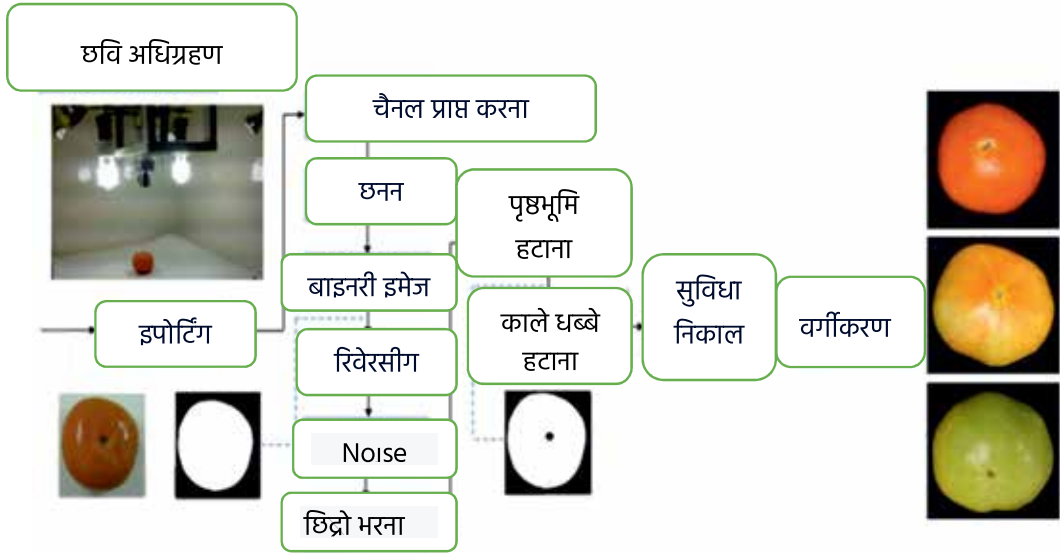 छवि अधिग्रहण
चैनल प्राप्त करना
छनन
बाइनरी इमेज
इपोर्टिंग
रिवेरसीग
Noise
छिद्रो भरना
पृष्ठभूमि
हटाना
काले धब्बे
हटाना
सुविधा
निकाल
वर्गीकरण